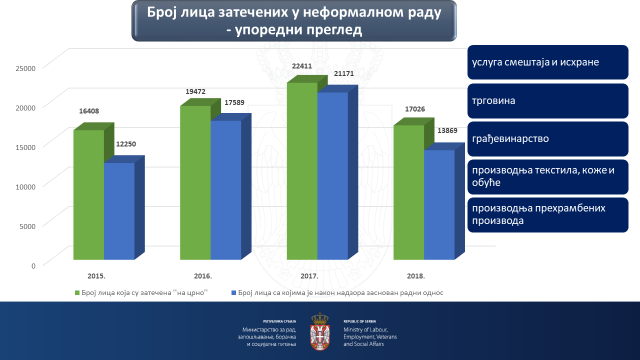 Број лица затечених у неформалном раду
- упоредни преглед
25000
20000
15000
10000
5000
0
16408
12250
19472
17589
22411
21171
17026
13869
2015.
2016.
2017.
2018.
Број лица која су затечена ''на црно''
Број лица са којима је након надзора заснован радни однос
услуга смештаја и исхране
трговина
грађевинарство
производња текстила, коже и
обуће
производња прехрамбених
производа
РЕПУБЛИКА СРБИЈА
Министарство за рад,
запошљавање, борачка
и социјална питања
REPUBLIC OF SERBIA
Ministry of Labour,
Employment, Veterans
and Social Affairs